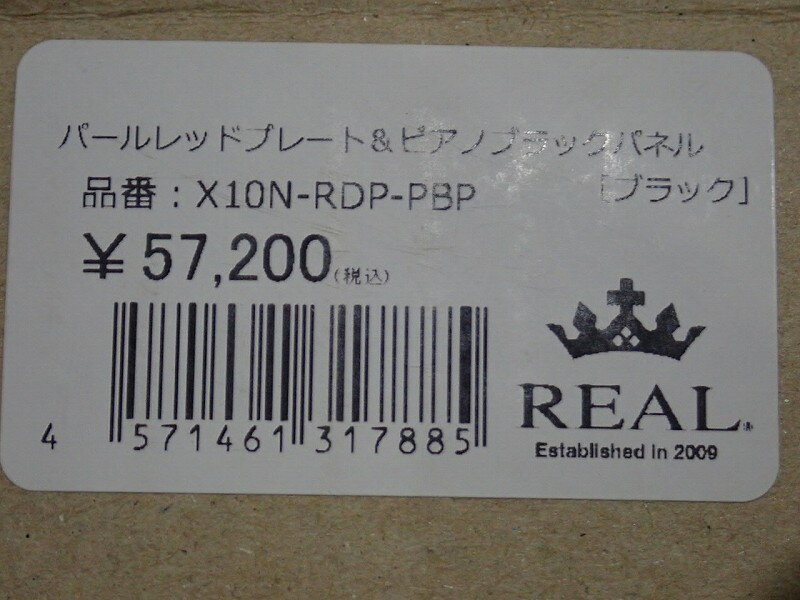 パールレッドプレート&ピアノブラックパネル
[ブラック]
品番：X10N-RDP-PBP
¥57,200(税込)
4 571461 317885
REAL®
Established in 2009